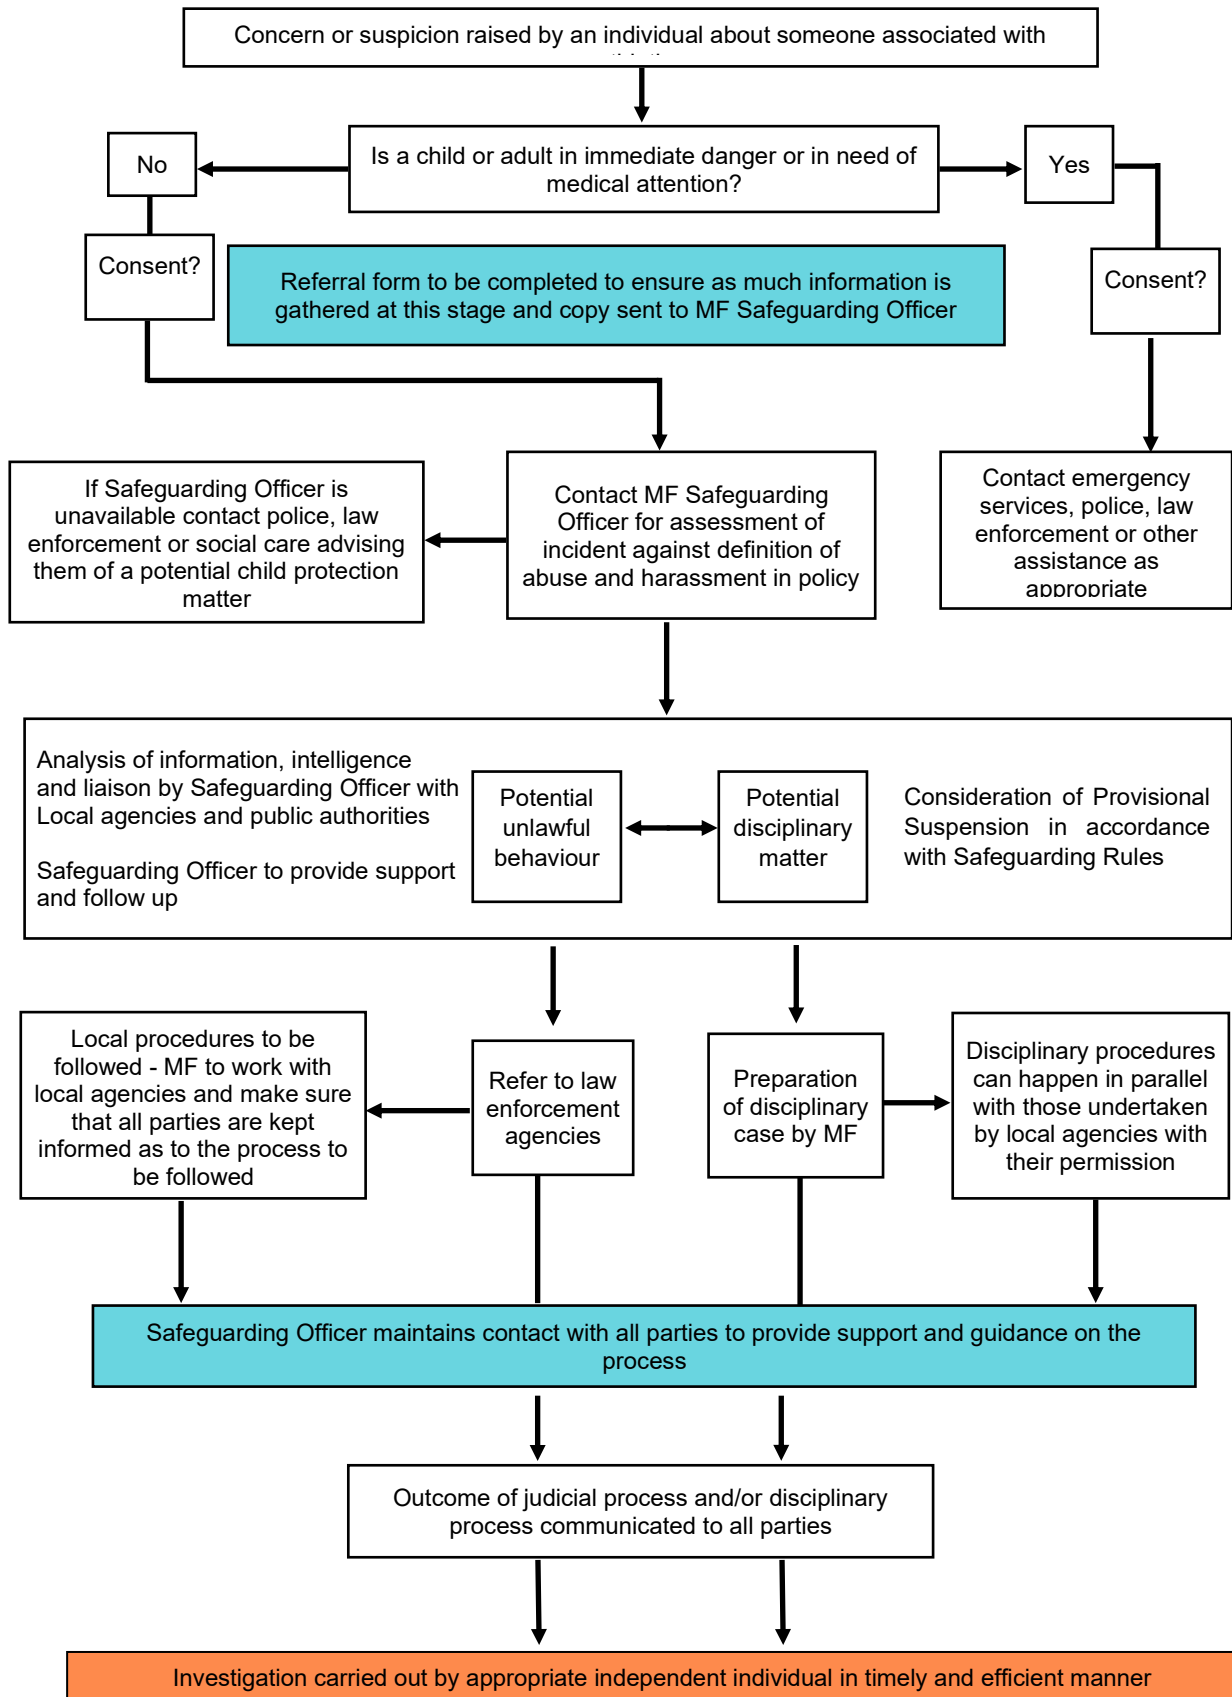 Concern or suspicion raised by an individual about someone associated with
No
Is a child or adult in immediate danger or in need of
medical attention?
Yes
Consent?
Referral form to be completed to ensure as much information is
gathered at this stage and copy sent to MF Safeguarding Officer
Consent?
If Safeguarding Officer is
unavailable contact police, law
enforcement or social care advising
them of a potential child protection
matter
Contact MF Safeguarding
Officer for assessment of
incident against definition of
abuse and harassment in policy
Contact emergency
services, police, law
enforcement or other
assistance as
appropriate
Analysis of information, intelligence
and liaison by Safeguarding Officer with
Local agencies and public authorities
Safeguarding Officer to provide support
and follow up
Potential
unlawful
behaviour
Potential
disciplinary
matter
Consideration of Provisional
Suspension in accordance
with Safeguarding Rules
Local procedures to be
followed - MF to work with
local agencies and make sure
that all parties are kept
informed as to the process to
be followed
Refer to law
enforcement
agencies
Preparation
of disciplinary
case by MF
Disciplinary procedures
can happen in parallel
with those undertaken
by local agencies with
their permission
Safeguarding Officer maintains contact with all parties to provide support and guidance on the
process
Outcome of judicial process and/or disciplinary
process communicated to all parties
Investigation carried out by appropriate independent individual in timely and efficient manner